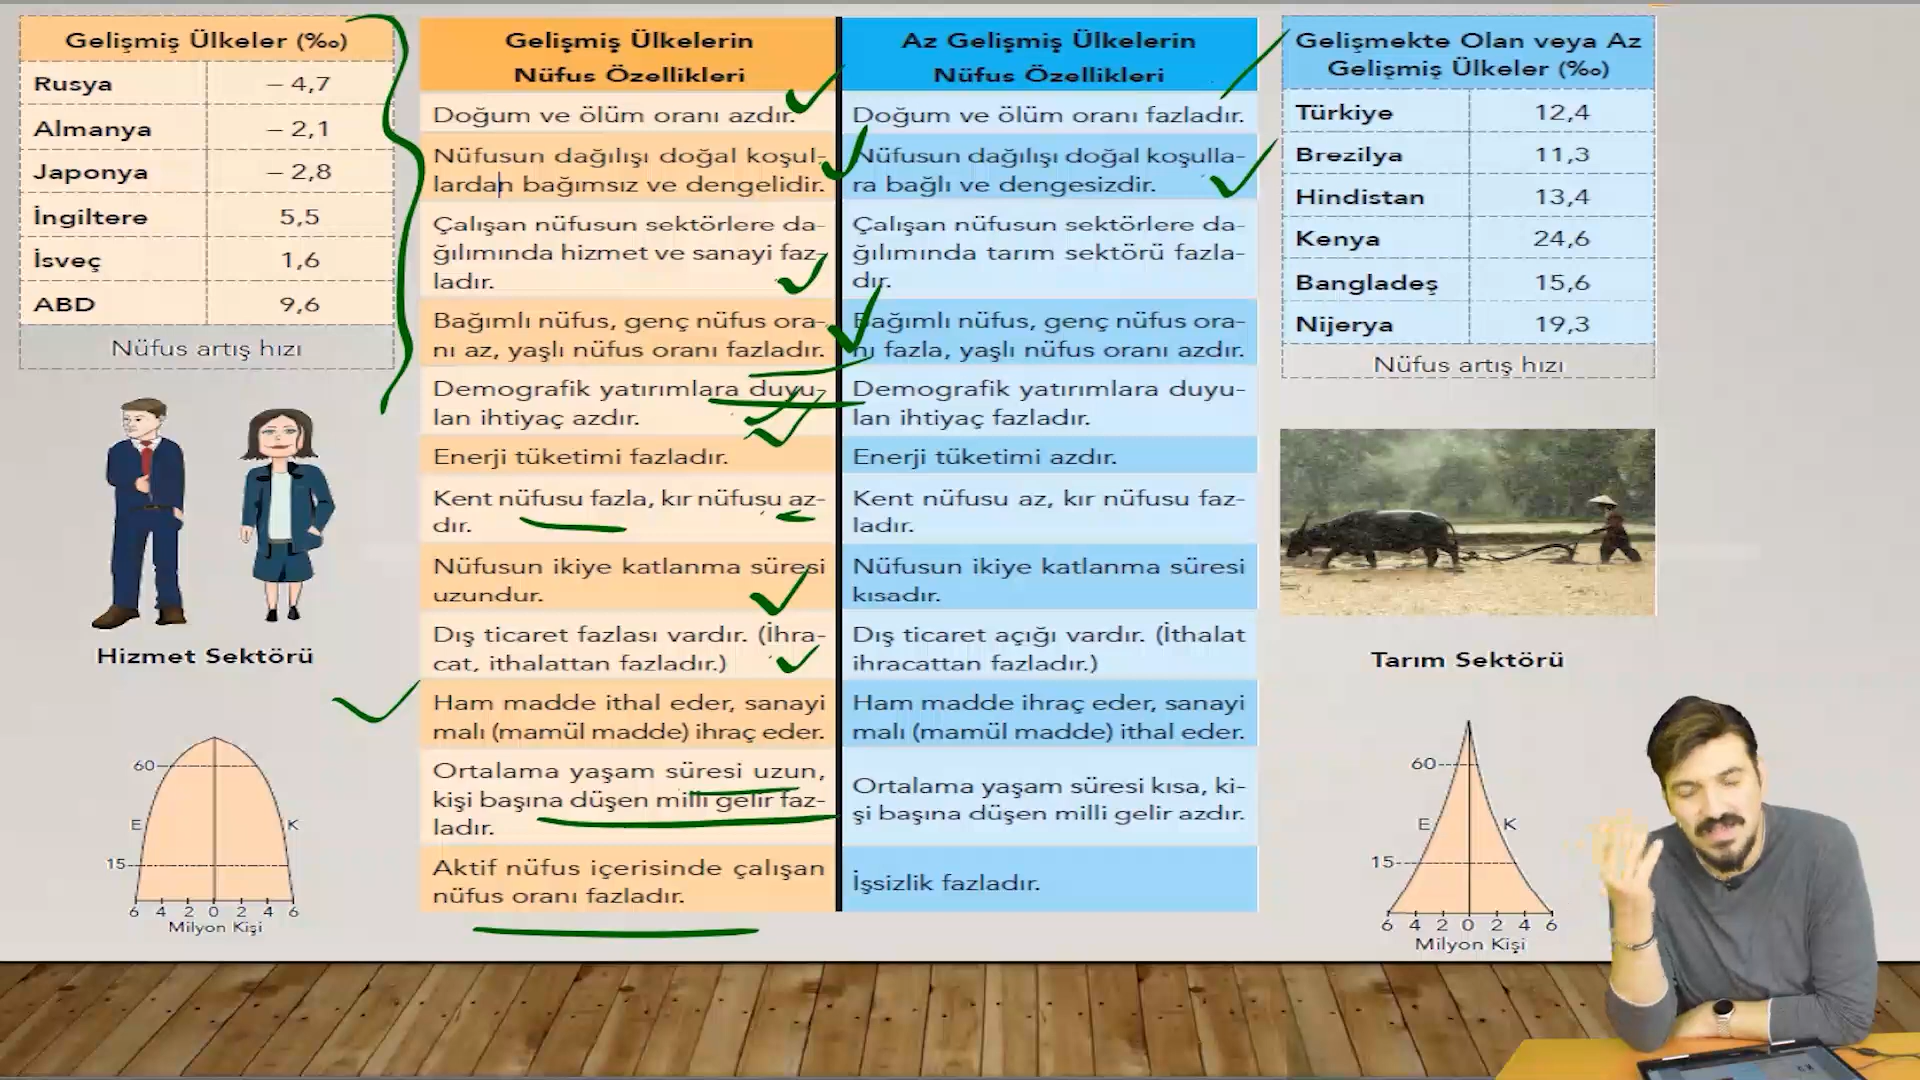 Gelişmiş Ülkeler (‰)
Rusya – 4,7
Almanya – 2,1
Japonya – 2,8
İngiltere 5,5
İsveç 1,6
ABD 9,6
Nüfus artış hızı
Hizmet Sektörü
60
E K
15
6 4 2 0 2 4 6
Milyon Kişi
Gelişmiş Ülkelerin
Nüfus Özellikleri
Doğum ve ölüm oranı azdır.
Nüfusun dağılışı doğal koşul-
lardan bağımsız ve dengelidir.
Çalışan nüfusun sektörlere da-
ğılımında hizmet ve sanayi faz-
ladır.
Bağımlı nüfus, genç nüfus ora-
nı az, yaşlı nüfus oranı fazladır.
Demografik yatırımlara duyu-
lan ihtiyaç azdır.
Enerji tüketimi fazladır.
Kent nüfusu fazla, kır nüfusu az-
dır.
Nüfusun ikiye katlanma süresi
uzundur.
Dış ticaret fazlası vardır. (İhra-
cat, ithalattan fazladır.)
Ham madde ithal eder, sanayi
malı (mamül madde) ihraç eder.
Ortalama yaşam süresi uzun,
kişi başına düşen milli gelir faz-
ladır.
Aktif nüfus içerisinde çalışan
nüfus oranı fazladır.
Az Gelişmiş Ülkelerin
Nüfus Özellikleri
Doğum ve ölüm oranı fazladır.
Nüfusun dağılışı doğal koşulla-
ra bağlı ve dengesizdir.
Çalışan nüfusun sektörlere da-
ğılımında tarım sektörü fazla-
dır.
Bağımlı nüfus, genç nüfus ora-
nı fazla, yaşlı nüfus oranı azdır.
Demografik yatırımlara duyu-
lan ihtiyaç fazladır.
Enerji tüketimi azdır.
Kent nüfusu az, kır nüfusu faz-
ladır.
Nüfusun ikiye katlanma süresi
kısadır.
Dış ticaret açığı vardır. (İthalat
ihracattan fazladır.)
Ham madde ihraç eder, sanayi
malı (mamül madde) ithal eder.
Ortalama yaşam süresi kısa, ki-
şi başına düşen milli gelir azdır.
İşsizlik fazladır.
Gelişmekte Olan veya Az
Gelişmiş Ülkeler (‰)
Türkiye 12,4
Brezilya 11,3
Hindistan 13,4
Kenya 24,6
Bangladeş 15,6
Nijerya 19,3
Nüfus artış hızı
Tarım Sektörü
60
E K
15
6 4 2 0 2 4 6
Milyon Kişi